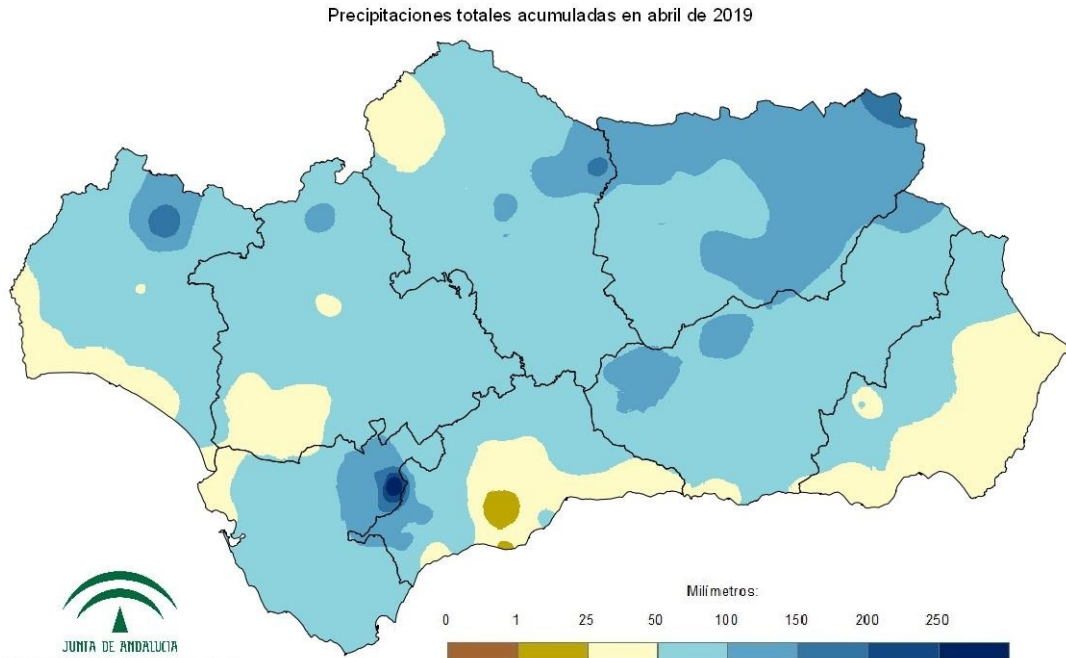 Precipitaciones totales acumuladas en abril de 2019
Milímetros:
0 1 25 50 100 150 200 250
JUNTA DE ANDALUCIA